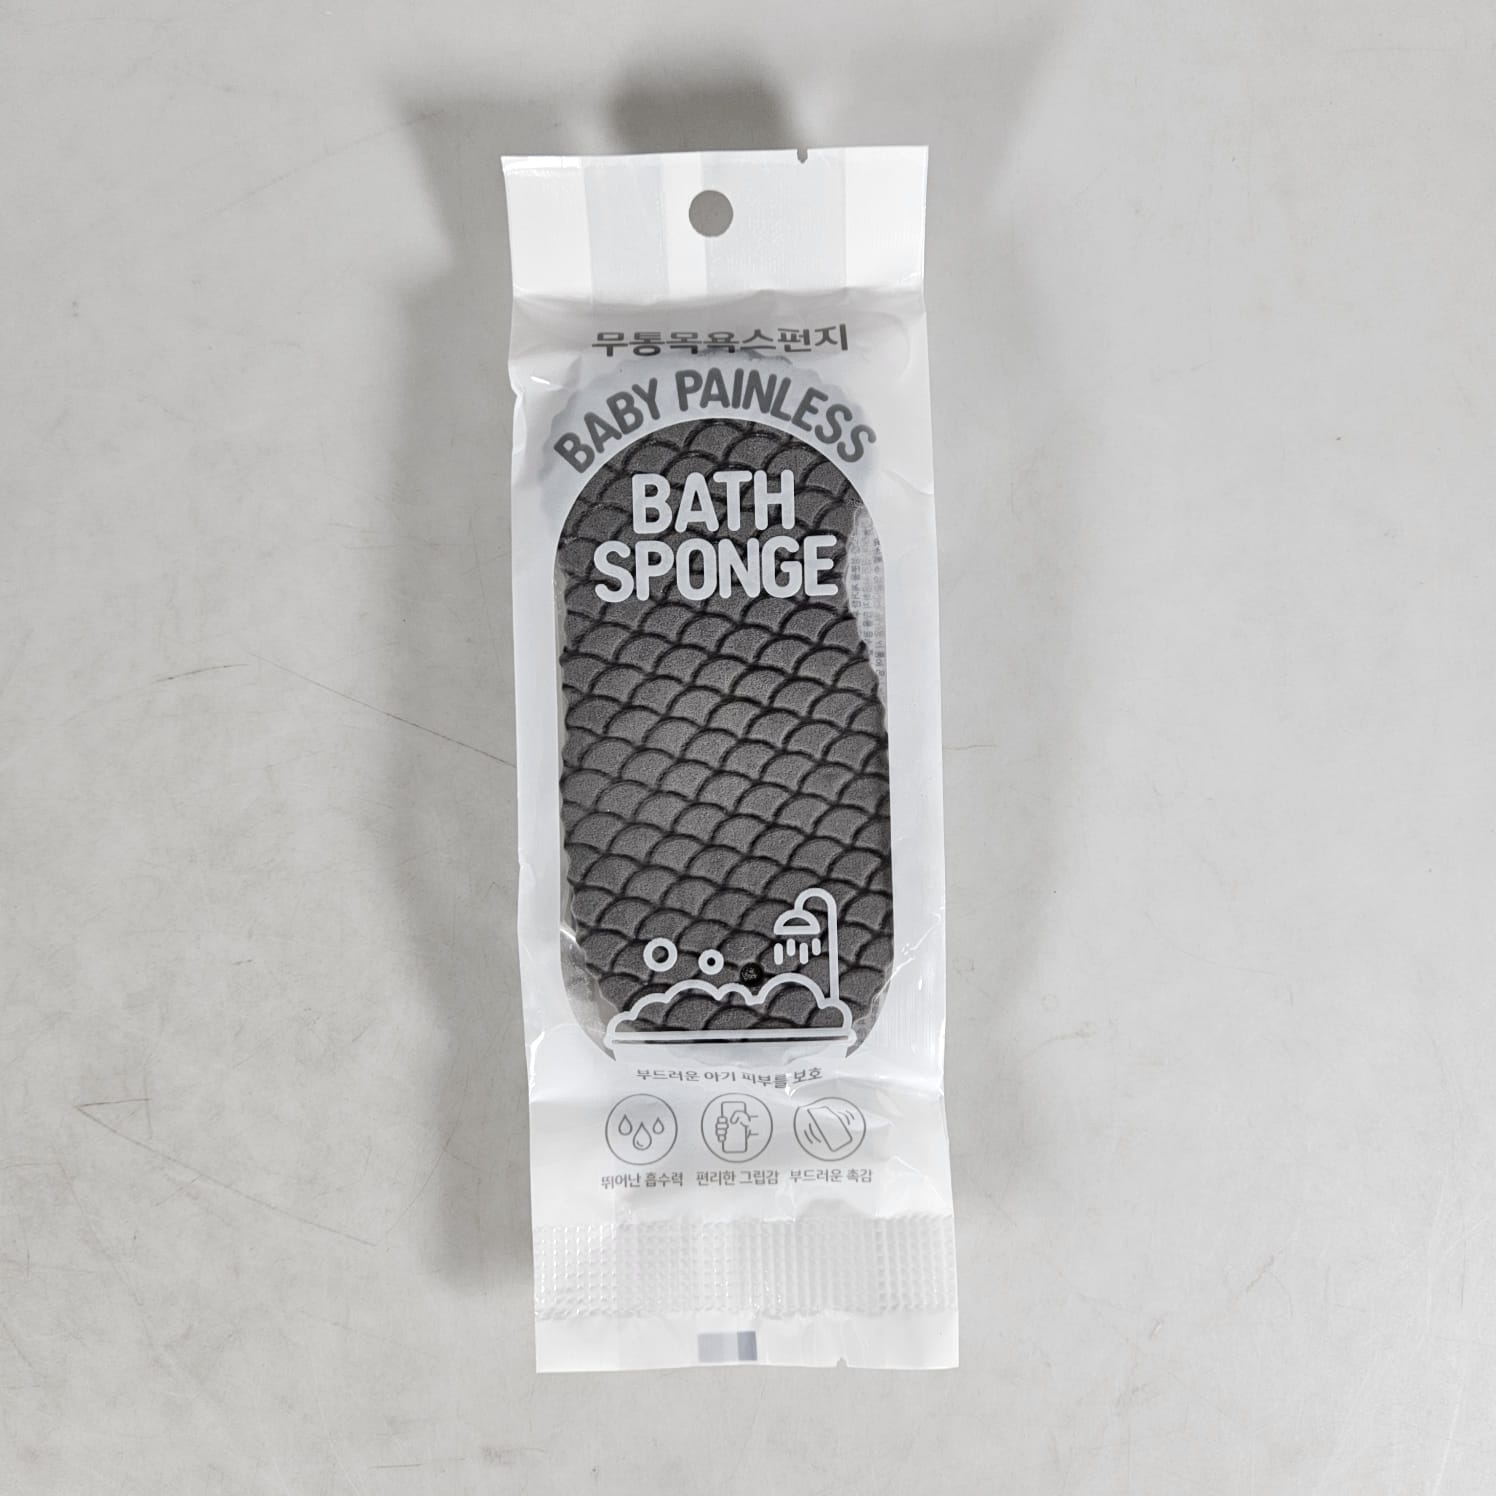 무통목욕스펀지
BABY PAINLESS
BATH
SPONGE
부드러운 아기 피부를 보호
뛰어난 흡수력 편리한 그립감 부드러운 촉감